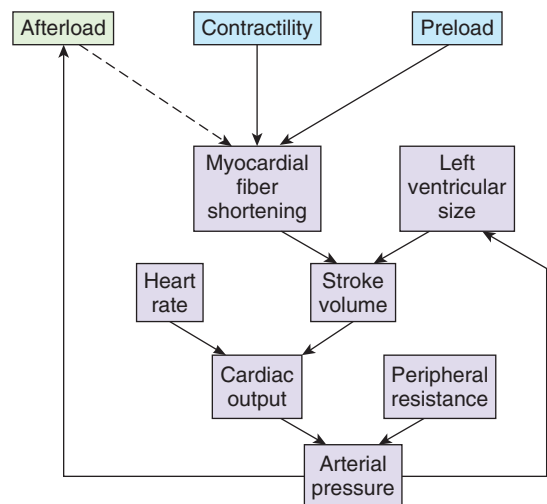 Afterload
Contractility
Preload
Myocardial
fiber
shortening
Left
ventricular
size
Heart
rate
Stroke
volume
Cardiac
output
Peripheral
resistance
Arterial
pressure